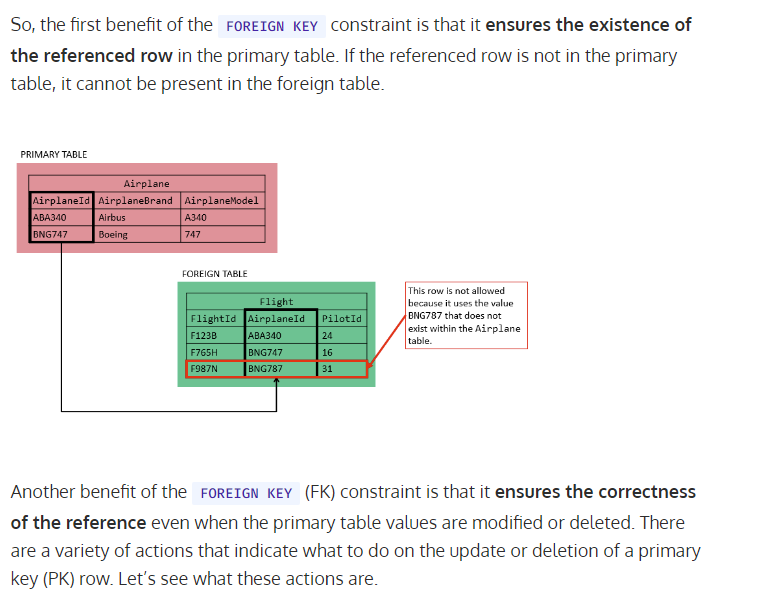 So, the first benefit of the FOREIGN KEY constraint is that it ensures the existence of
the referenced row in the primary table. If the referenced row is not in the primary
table, it cannot be present in the foreign table.
PRIMARY TABLE
Airplane
AirplaneId AirplaneBrand AirplaneModel
ABA340 Airbus A340
BNG747 Boeing 747
FOREIGN TABLE
Flight
FlightId AirplaneId PilotId
F123B ABA340 24
F765H BNG747 16
F987N BNG787 31
This row is not allowed
because it uses the value
BNG787 that does not
exist within the Airplane
table.
Another benefit of the FOREIGN KEY (FK) constraint is that it ensures the correctness
of the reference even when the primary table values are modified or deleted. There
are a variety of actions that indicate what to do on the update or deletion of a primary
key (PK) row. Let’s see what these actions are.